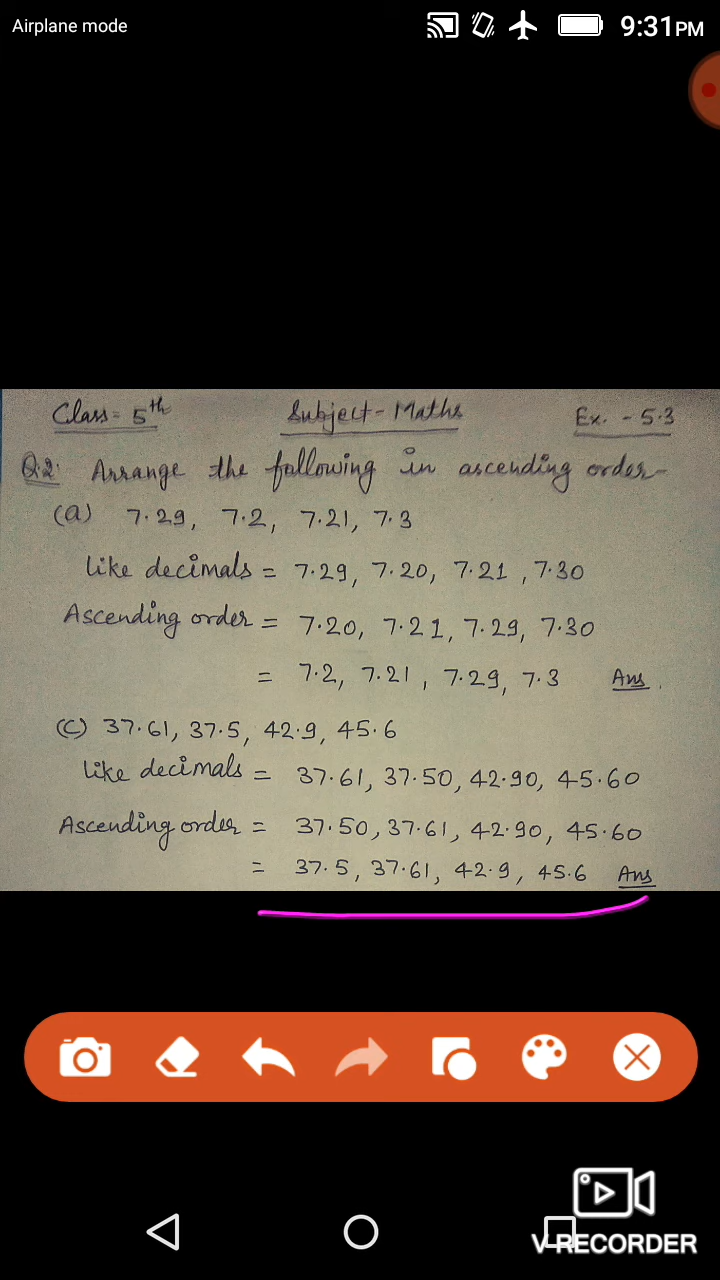 Airplane mode 9:31PM
Class = 5th Subject - Maths Ex. - 5.3
Q.2. Arrange the following in ascending order-
(a) 7.29, 7.2, 7.21, 7.3
like decimals = 7.29, 7.20, 7.21, 7.30
Ascending order = 7.20, 7.21, 7.29, 7.30
= 7.2, 7.21, 7.29, 7.3 Ans.
(C) 37.61, 37.5, 42.9, 45.6
like decimals = 37.61, 37.50, 42.90, 45.60
Ascending order = 37.50, 37.61, 42.90, 45.60
= 37.5, 37.61, 42.9, 45.6 Ans
V RECORDER